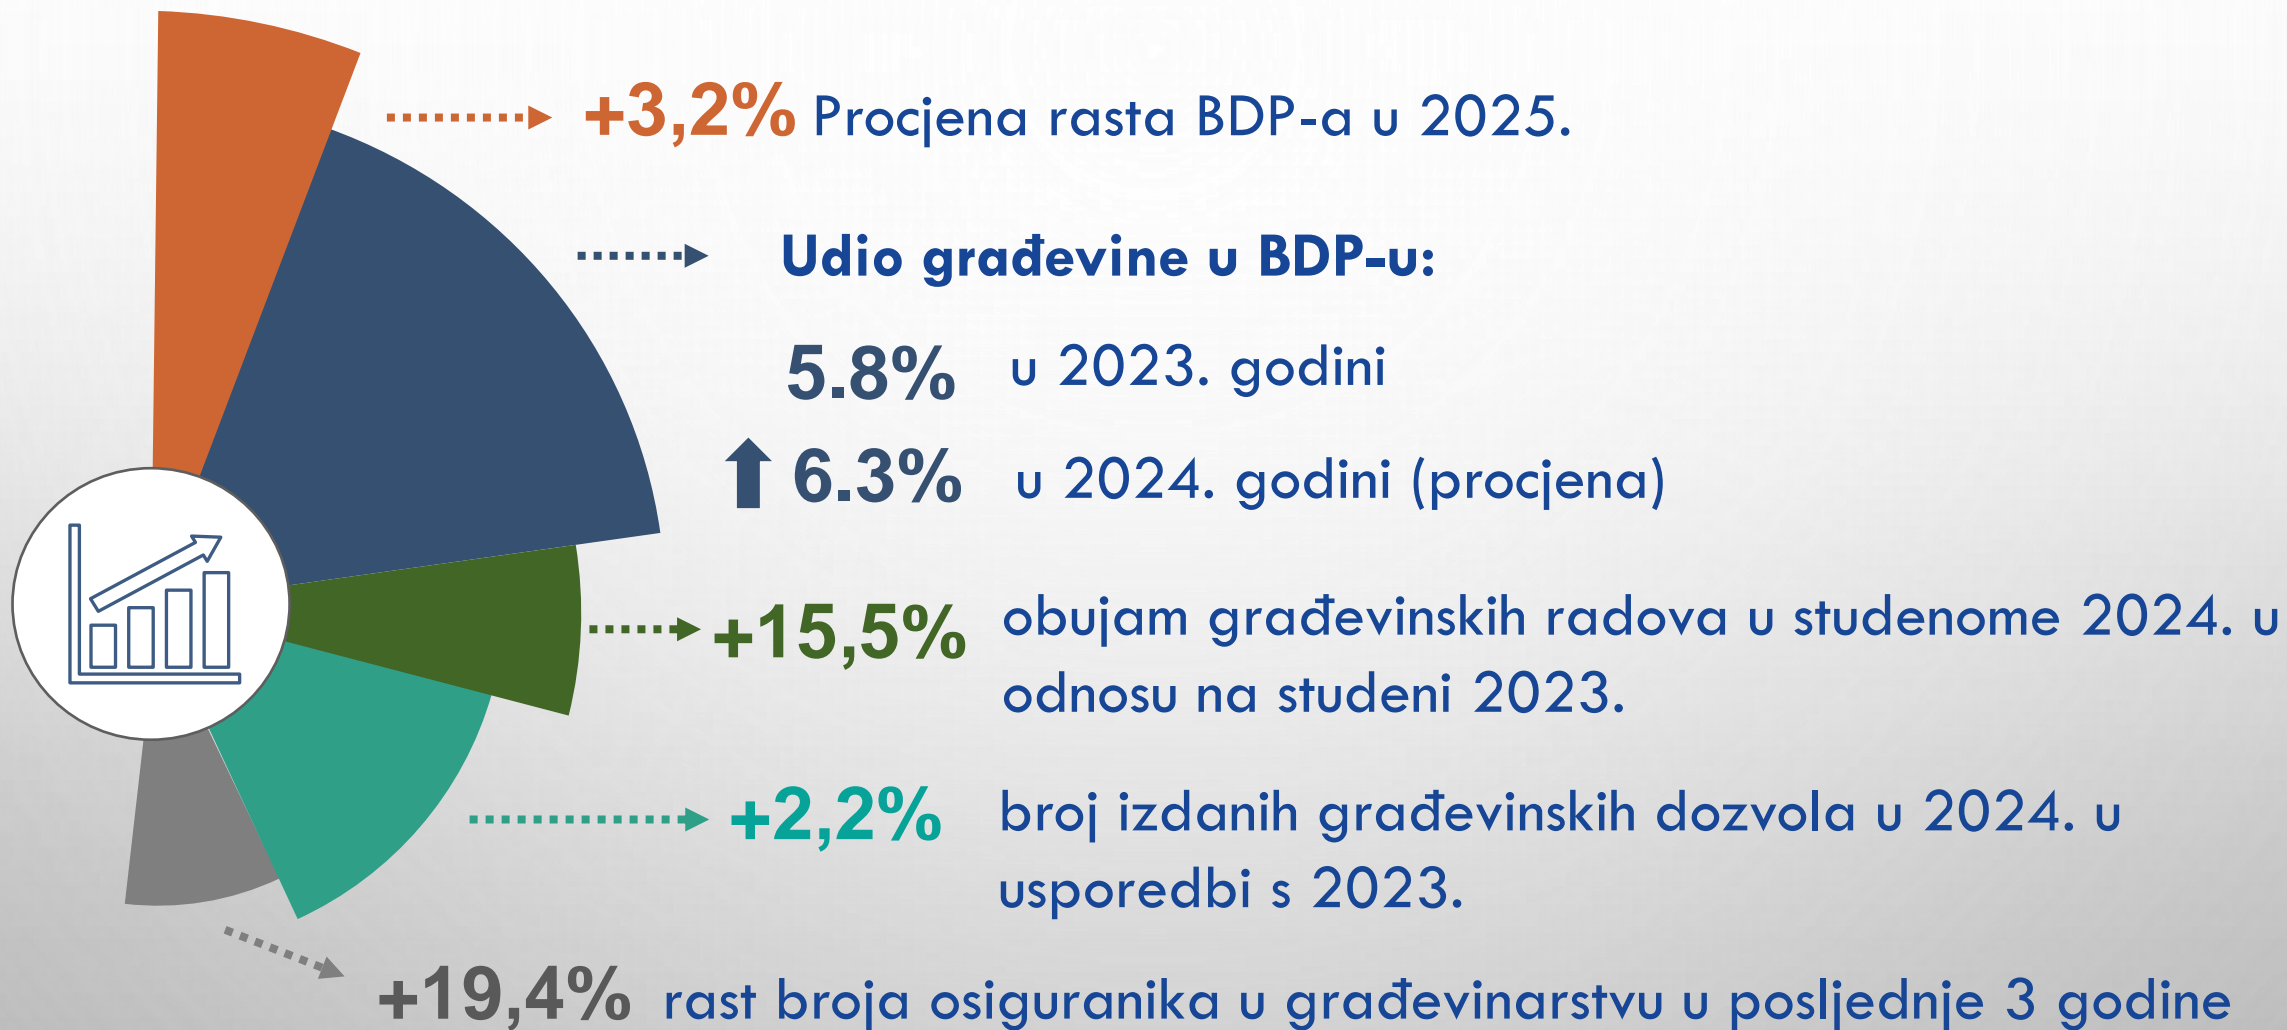 +3,2% Procjena rasta BDP-a u 2025.
Udio građevine u BDP-u:
5.8% u 2023. godini
6.3% u 2024. godini (procjena)
+15,5% obujam građevinskih radova u studenome 2024. u
odnosu na studeni 2023.
+2,2% broj izdanih građevinskih dozvola u 2024. u
usporedbi s 2023.
+19,4% rast broja osiguranika u građevinarstvu u posljednje 3 godine